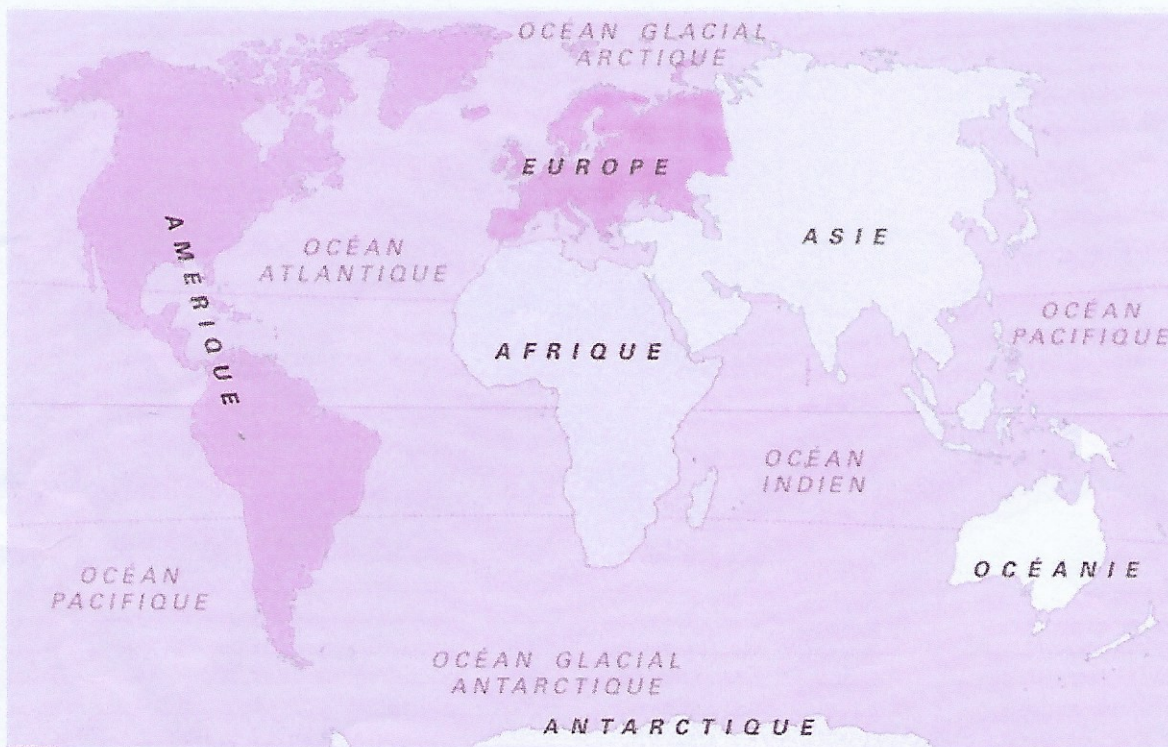 OCÉAN GLACIAL
ARCTIQUE
EUROPE
AMÉRIQUE
OCÉAN
ATLANTIQUE
ASIE
OCÉAN
PACIFIQUE
AFRIQUE
OCÉAN
INDIEN
OCÉAN
PACIFIQUE
OCÉANIE
OCÉAN GLACIAL
ANTARCTIQUE
ANTARCTIQUE